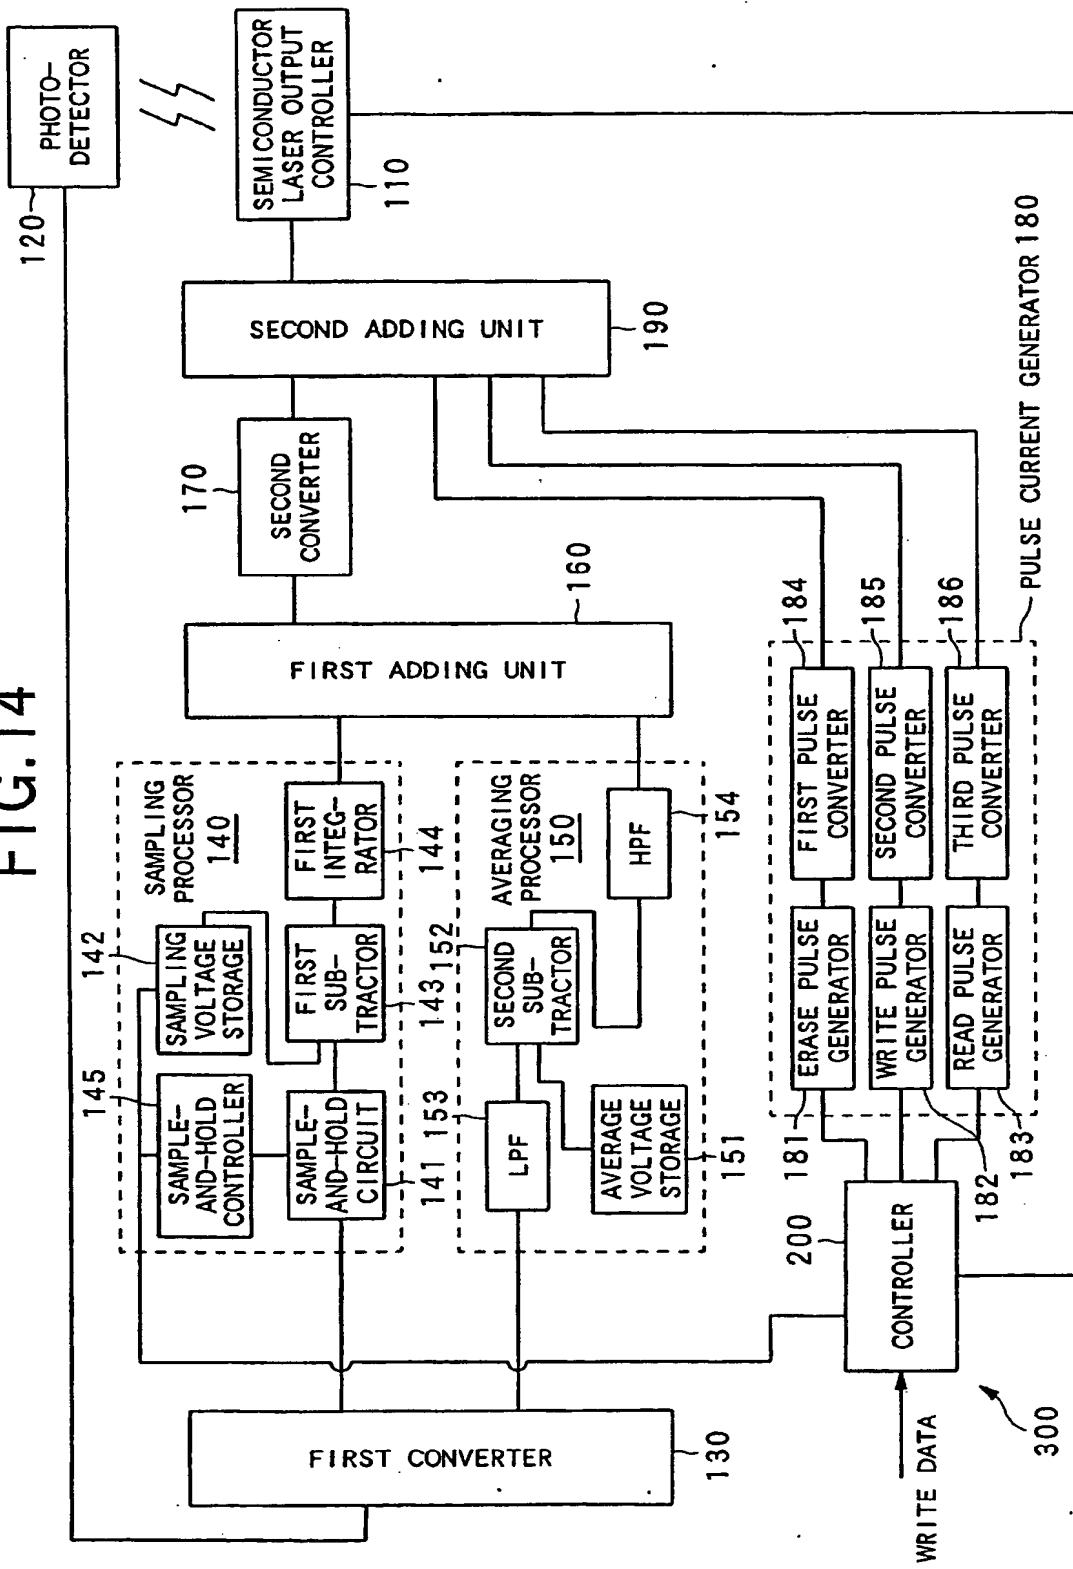 FIG.14
PHOTO-
DETECTOR
120
SEMICONDUCTOR
LASER OUTPUT
CONTROLLER
110
SECOND ADDING UNIT
190
170
SECOND
CONVERTER
160
FIRST ADDING UNIT
SAMPLING
PROCESSOR
140
142
SAMPLING
VOLTAGE
STORAGE
145
SAMPLE-
AND-HOLD
CONTROLLER
SAMPLE-
AND-HOLD
CIRCUIT
141
FIRST
SUB-
TRACTOR
143
FIRST
INTEG-
RATOR
144
AVERAGING
PROCESSOR
150
152
SECOND
SUB-
TRACTOR
153
LPF
AVERAGE
VOLTAGE
STORAGE
151
HPF
154
FIRST CONVERTER
130
PULSE CURRENT GENERATOR 180
184
FIRST PULSE
CONVERTER
185
SECOND PULSE
CONVERTER
186
THIRD PULSE
CONVERTER
ERASE PULSE
GENERATOR
181
WRITE PULSE
GENERATOR
182
READ PULSE
GENERATOR
183
200
CONTROLLER
WRITE DATA
300